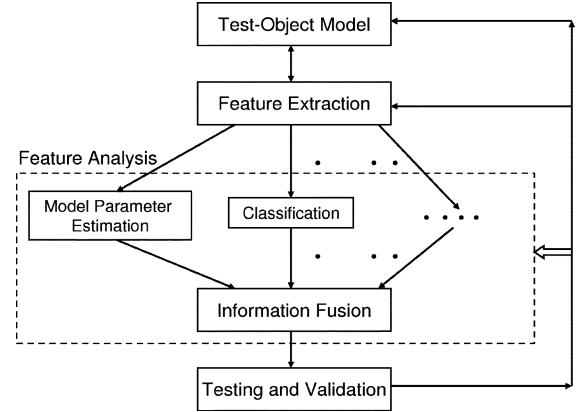 Test-Object Model
Feature Extraction
Feature Analysis
Model Parameter
Estimation
Classification
Information Fusion
Testing and Validation